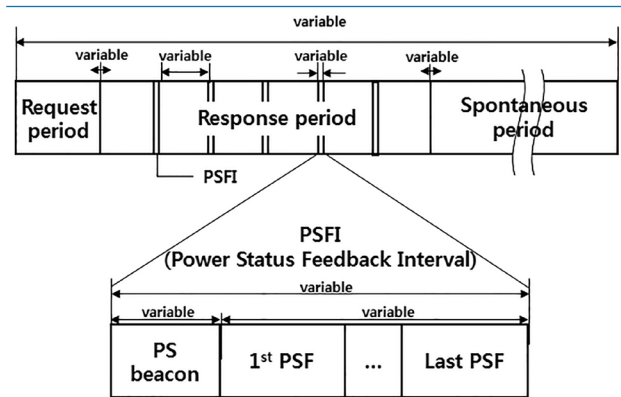 variable
variable
variable
variable
variable
Request
period
Response period
Spontaneous
period
PSFI
PSFI
(Power Status Feedback Interval)
variable
variable
variable
PS
beacon
1st PSF
...
Last PSF